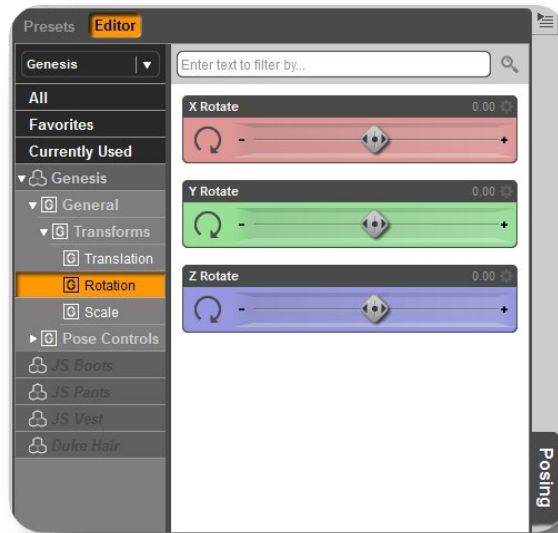 Presets Editor
Genesis
Enter text to filter by...
All
Favorites
Currently Used
Genesis
G General
G Transforms
G Translation
G Rotation
G Scale
G Pose Controls
JS Boots
JS Pants
JS Vest
Duke Hair
X Rotate 0.00
- +
Y Rotate 0.00
- +
Z Rotate 0.00
- +
Posing